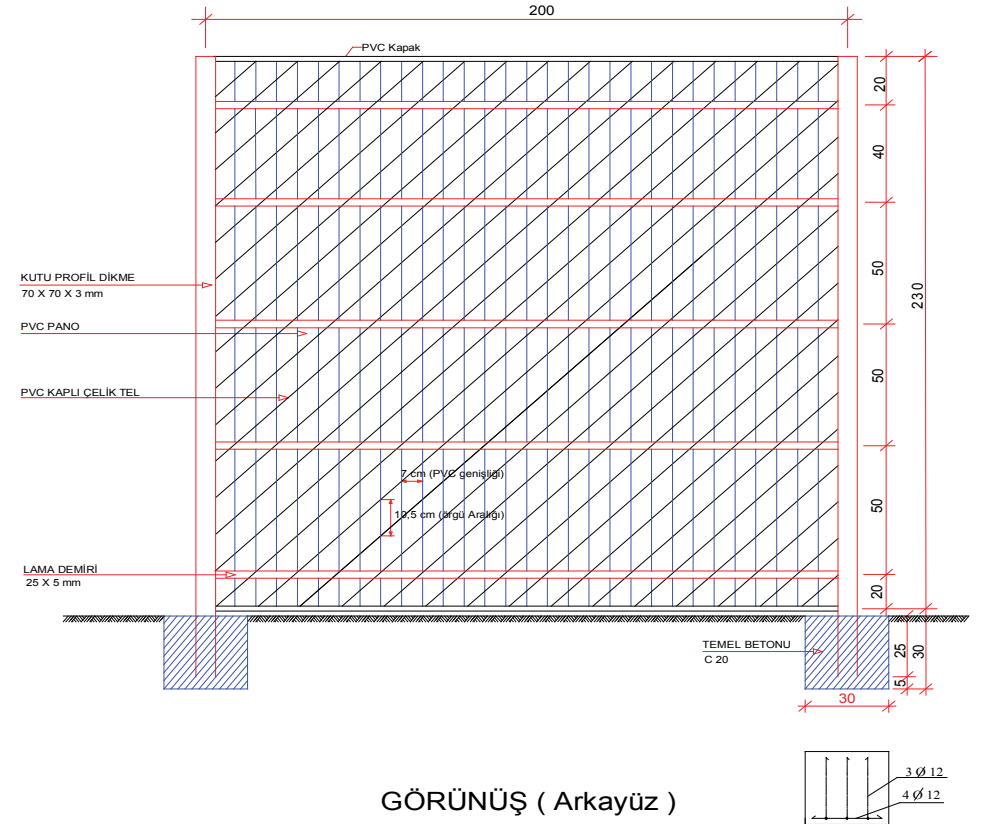 200
PVC Kapak
20
40
KUTU PROFİL DİKME
70 X 70 X 3 mm
50
230
PVC PANO
50
PVC KAPLI ÇELİK TEL
7 cm (PVC genişliği)
10,5 cm (örgü Aralığı)
50
LAMA DEMİRİ
25 X 5 mm
20
TEMEL BETONU
C 20
25
30
5
30
3 Ø 12
4 Ø 12
GÖRÜNÜŞ ( Arkayüz )